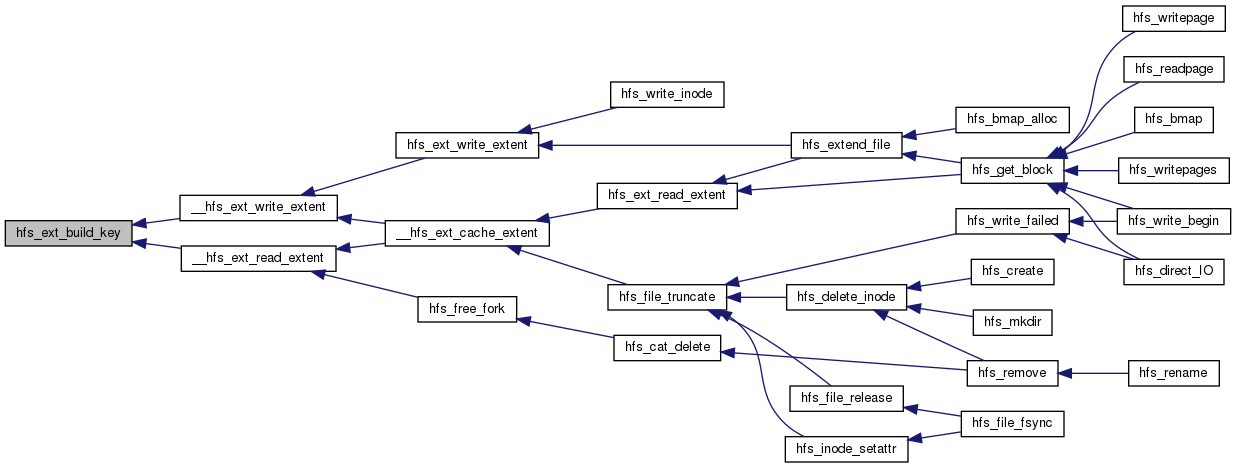 hfs_writepage
hfs_readpage
hfs_write_inode
hfs_bmap_alloc
hfs_bmap
hfs_ext_write_extent
hfs_extend_file
hfs_get_block
hfs_writepages
hfs_ext_read_extent
__hfs_ext_write_extent
hfs_write_failed
hfs_write_begin
hfs_ext_build_key
__hfs_ext_cache_extent
__hfs_ext_read_extent
hfs_direct_IO
hfs_create
hfs_file_truncate
hfs_delete_inode
hfs_free_fork
hfs_mkdir
hfs_cat_delete
hfs_remove
hfs_rename
hfs_file_release
hfs_file_fsync
hfs_inode_setattr